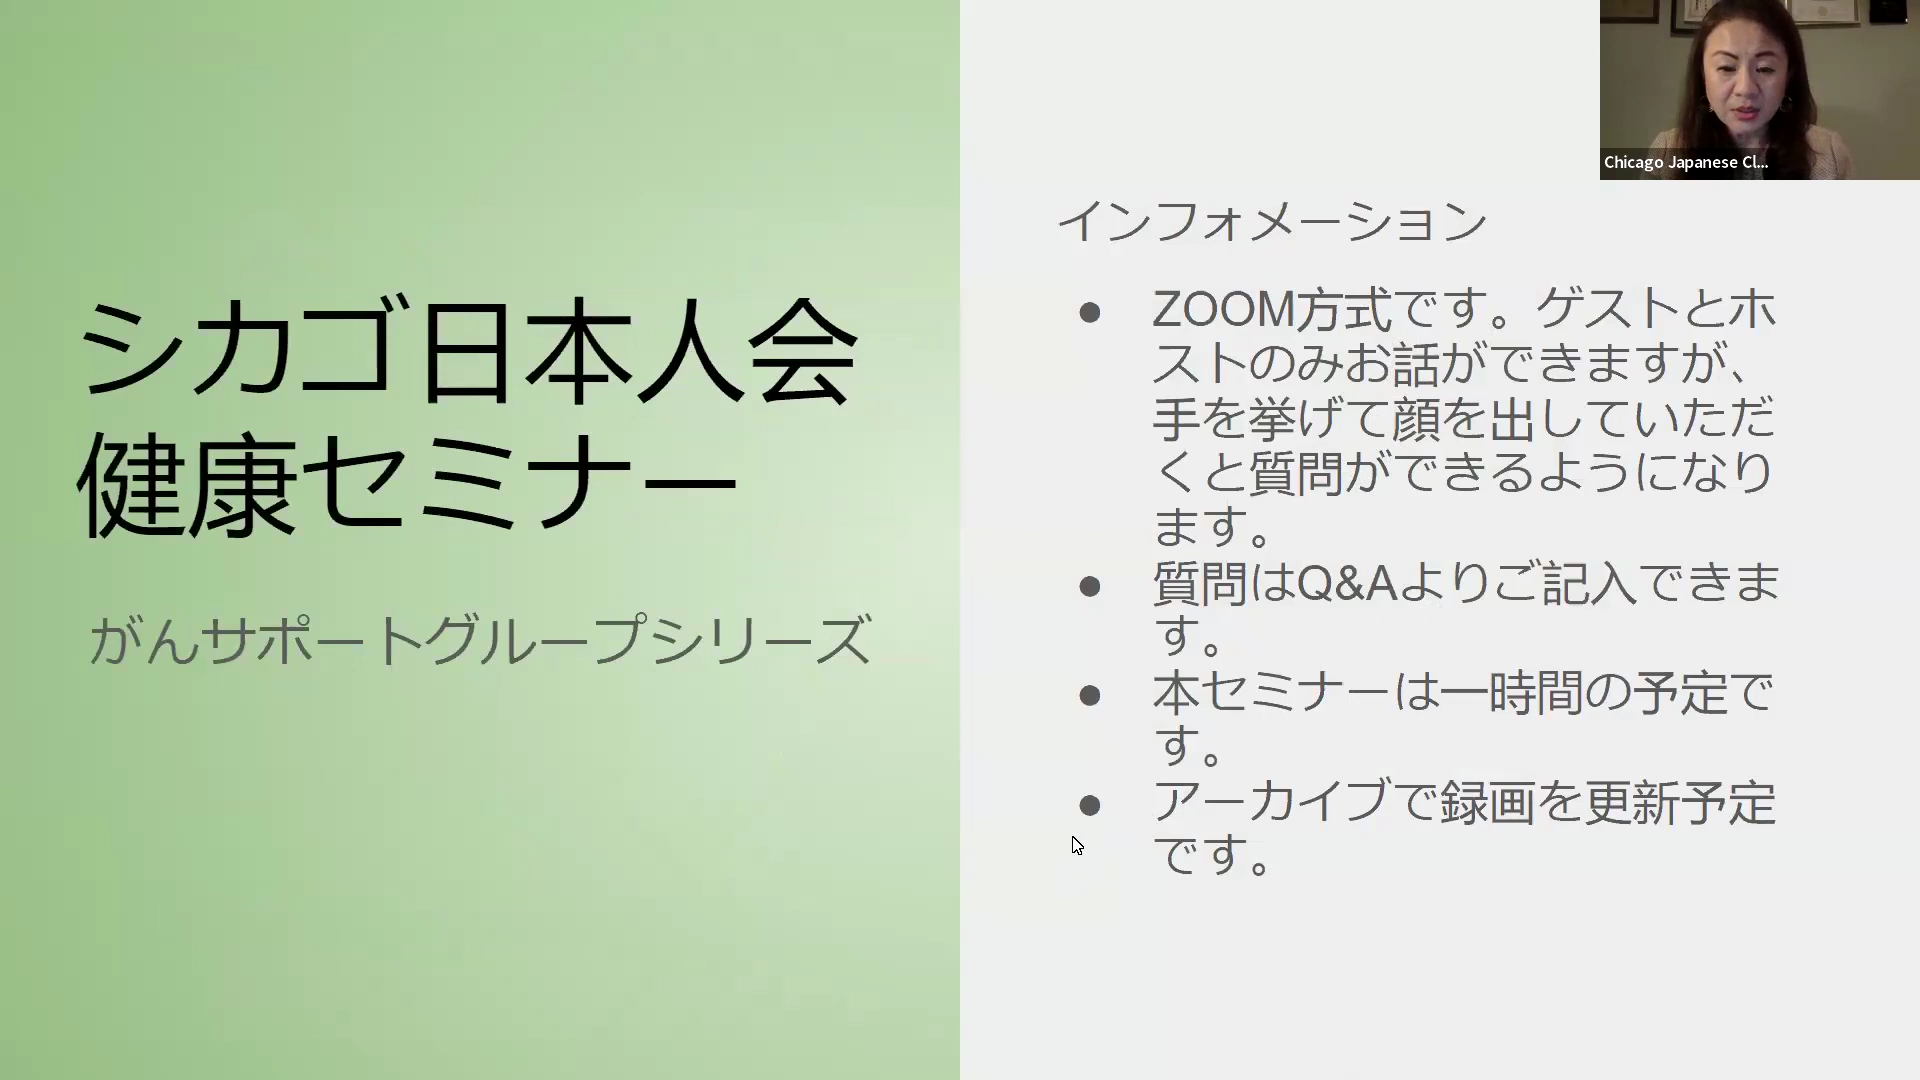 シカゴ日本人会
健康セミナー
がんサポートグループシリーズ
Chicago Japanese Cl...
インフォメーション
● ZOOM方式です。ゲストとホ
ストのみお話ができますが、
手を挙げて顔を出していただ
くと質問ができるようになり
ます。
● 質問はQ&Aよりご記入できま
す。
● 本セミナーは一時間の予定で
す。
● アーカイブで録画を更新予定
です。